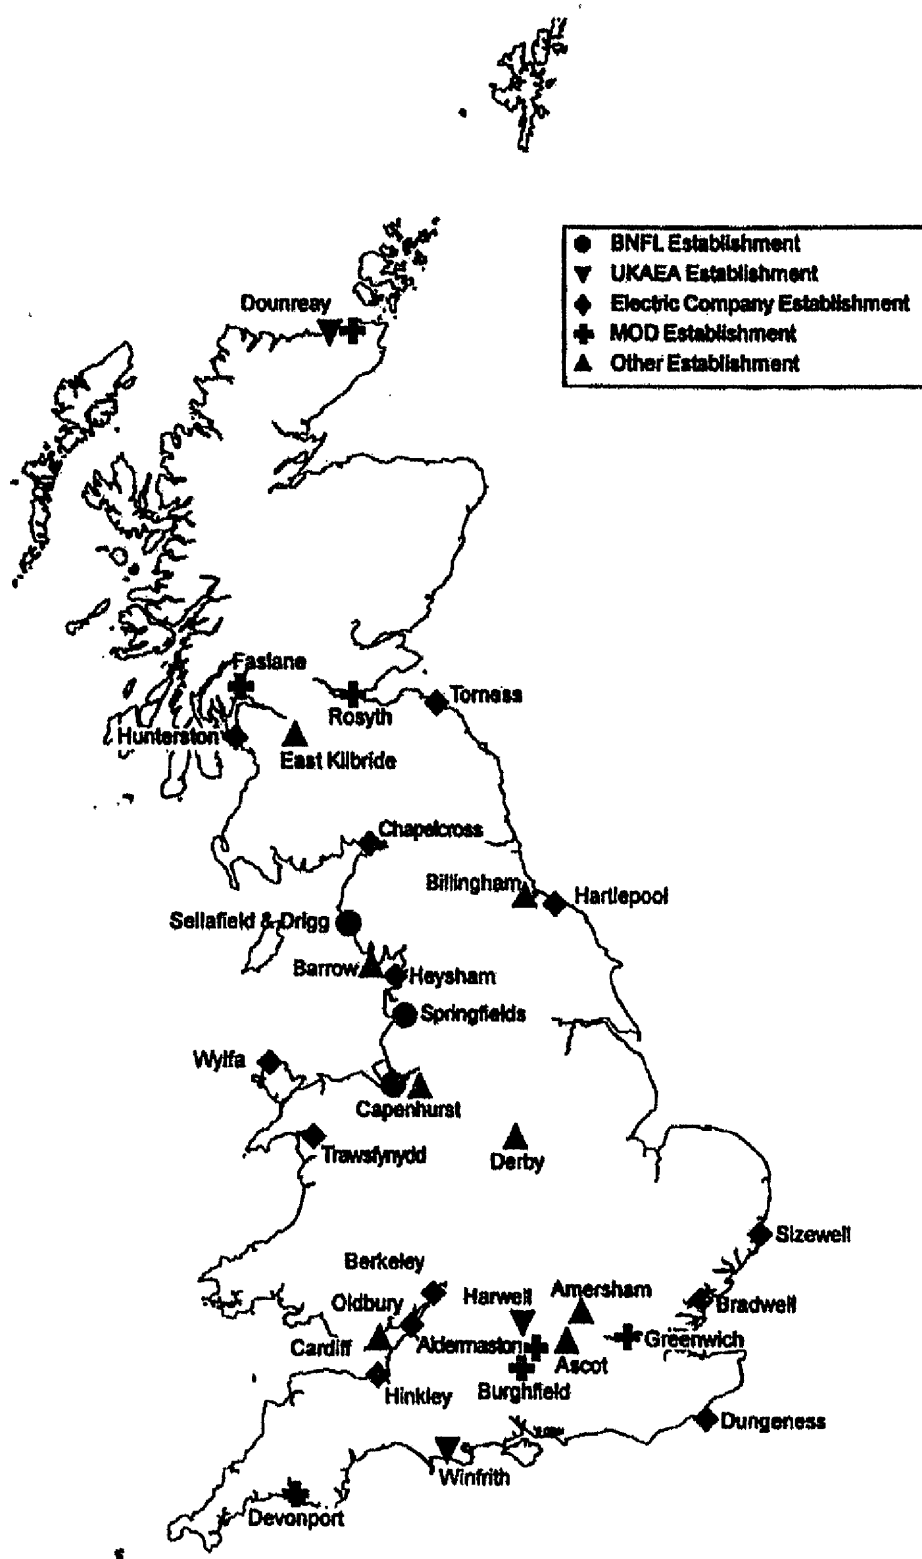 BNFL Establishment
UKAEA Establishment
Electric Company Establishment
MOD Establishment
Other Establishment
Dounreay
Faslane
Rosyth
Torness
Hunterston
East Kilbride
Chapelcross
Billingham
Hartlepool
Sellafield & Drigg
Barrow
Heysham
Springfields
Wylfa
Capenhurst
Trawsfynydd
Derby
Sizewell
Berkeley
Oldbury
Harwell
Amersham
Bradwell
Cardiff
Aldermaston
Greenwich
Ascot
Burghfield
Hinkley
Dungeness
Winfrith
Devonport